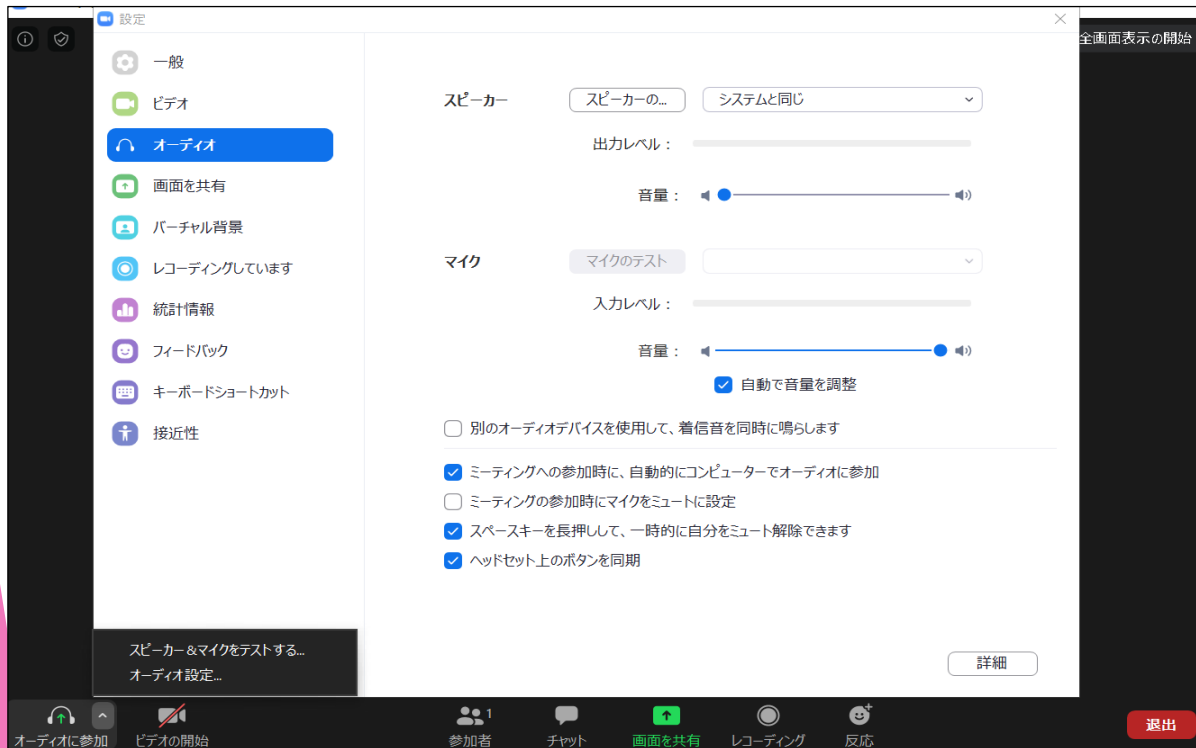 設定
全画面表示の開始
一般
ビデオ
オーディオ
画面を共有
バーチャル背景
レコーディングしています
統計情報
フィードバック
キーボードショートカット
接近性
スピーカー
スピーカーの...
システムと同じ
出力レベル：
音量：
マイク
マイクのテスト
入力レベル：
音量：
自動で音量を調整
別のオーディオデバイスを使用して、着信音を同時に鳴らします
ミーティングへの参加時に、自動的にコンピューターでオーディオに参加
ミーティングの参加時にマイクをミュートに設定
スペースキーを長押しして、一時的に自分をミュート解除できます
ヘッドセット上のボタンを同期
詳細
スピーカー＆マイクをテストする...
オーディオ設定...
オーディオに参加
ビデオの開始
参加者
1
チャット
画面を共有
レコーディング
反応
退出